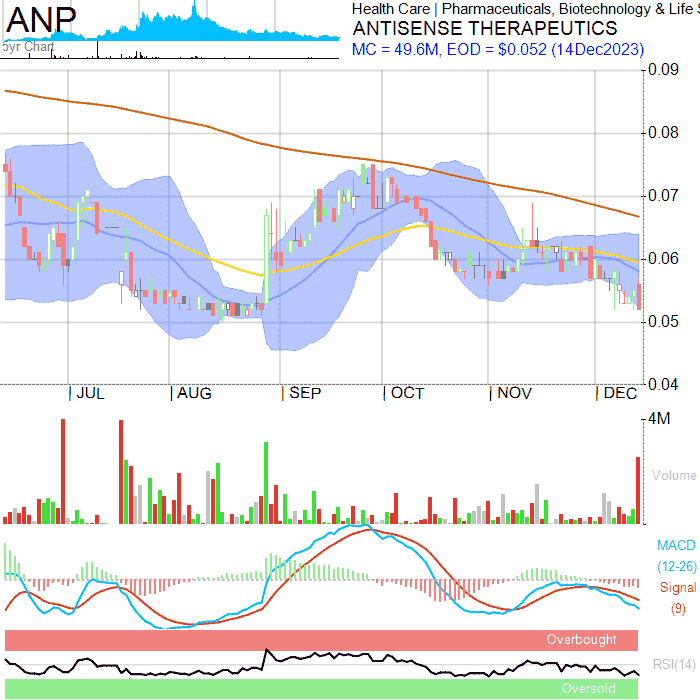 ANP
5yr Chart
Health Care | Pharmaceuticals, Biotechnology & Life S
ANTISENSE THERAPEUTICS
MC = 49.6M, EOD = $0.052 (14Dec2023)
0.09
0.08
0.07
0.06
0.05
0.04
JUL AUG SEP OCT NOV DEC
4M
Volume
MACD
(12-26)
Signal
(9)
Overbought
RSI(14)
Oversold